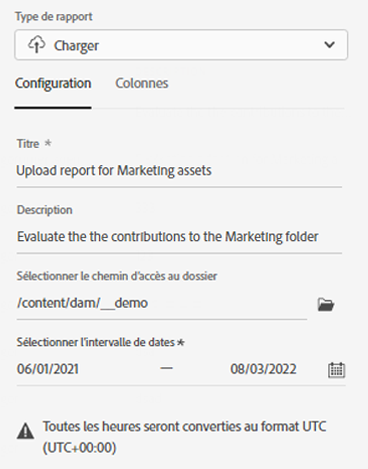 Type de rapport
Charger
Configuration Colonnes
Titre *
Upload report for Marketing assets
Description
Evaluate the the contributions to the Marketing folder
Sélectionner le chemin d'accès au dossier
/content/dam/__demo
Sélectionner l'intervalle de dates *
06/01/2021 — 08/03/2022
Toutes les heures seront converties au format UTC
(UTC+00:00)